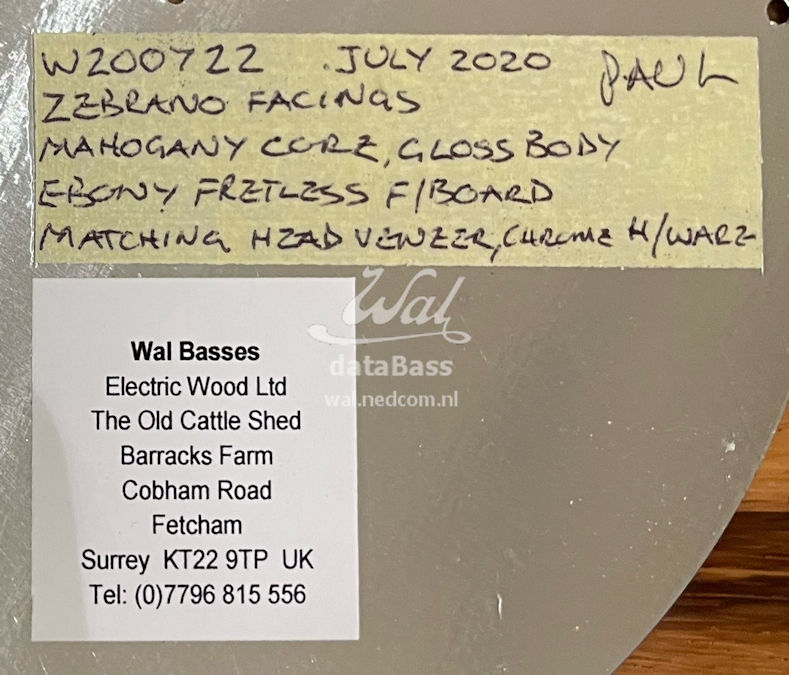 W200722 JULY 2020 PAUL
ZEBRANO FACINGS
MAHOGANY CORE, GLOSS BODY
EBONY FRETLESS F/BOARD
MATCHING HEAD VENEER, CHROME H/WARE
Wal
dataBass
wal.nedcom.nl
Wal Basses
Electric Wood Ltd
The Old Cattle Shed
Barracks Farm
Cobham Road
Fetcham
Surrey KT22 9TP UK
Tel: (0)7796 815 556